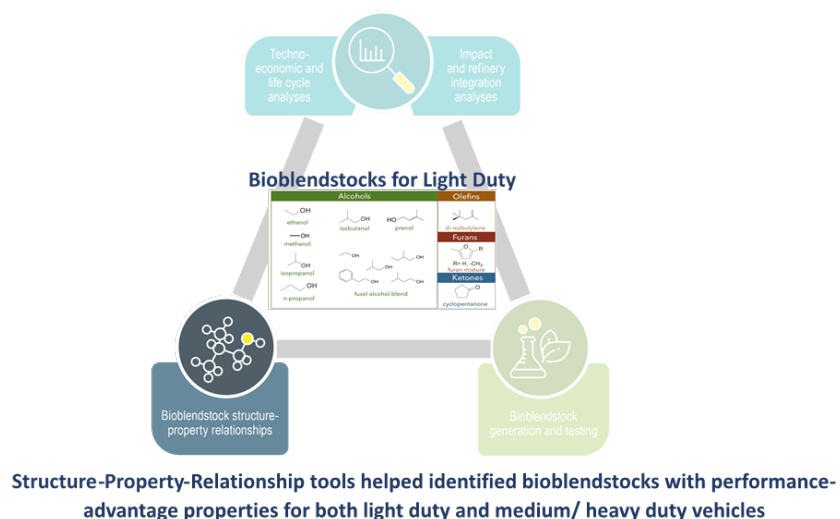 Techno-
economic and
life cycle
analyses
Impact
and refinery
integration
analyses
Bioblendstocks for Light Duty
Alcohols
Olefins
OH
ethanol
OH
isobutanol
HO
prenol
di-isobutylene
OH
methanol
Furans
O
R
R= H, -CH₃
furan mixture
OH
isopropanol
OH
OH
OH
OH
OH
Ketones
OH
n-propanol
fusel alcohol blend
O
cyclopentanone
Bioblendstock structure-
property relationships
Bioblendstock
generation and testing
Structure-Property-Relationship tools helped identified bioblendstocks with performance-
advantage properties for both light duty and medium/ heavy duty vehicles